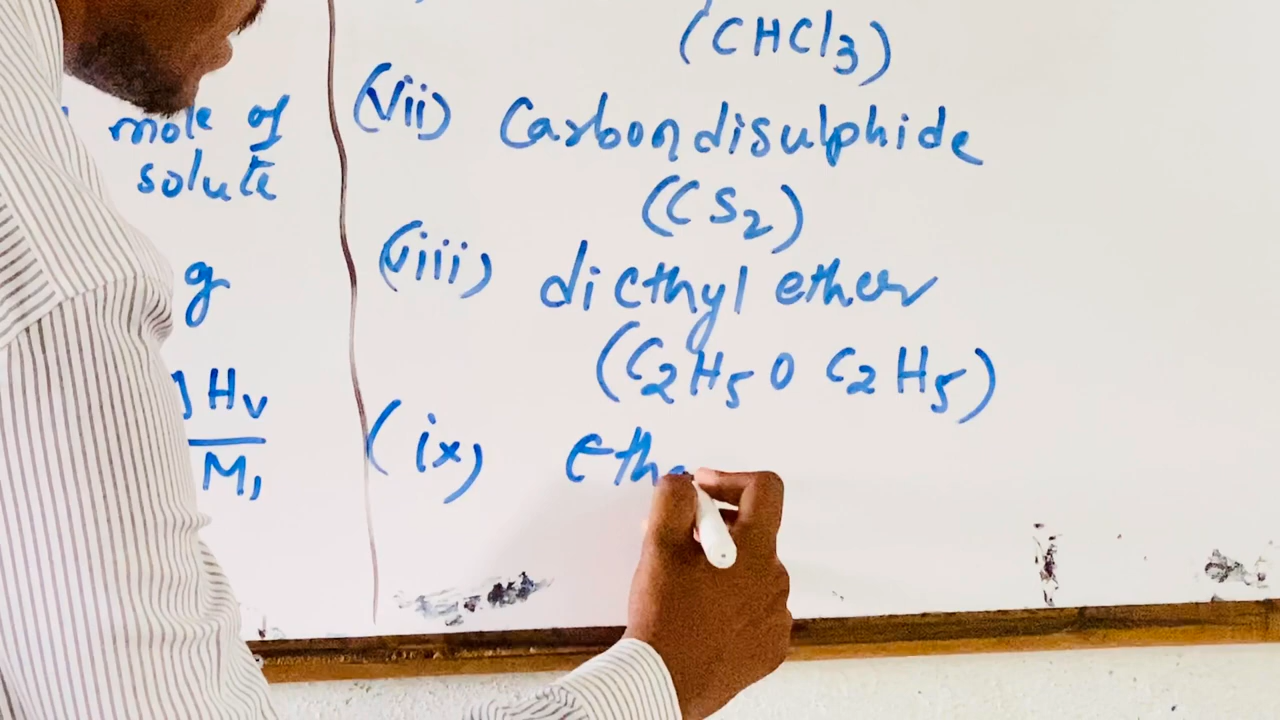 mole of
solute
g
Hv
M1
(CHCl3)
(vii) Carbondisulphide
(CS2)
(viii) diethyl ether
(C2H5 O C2H5)
(ix) etha